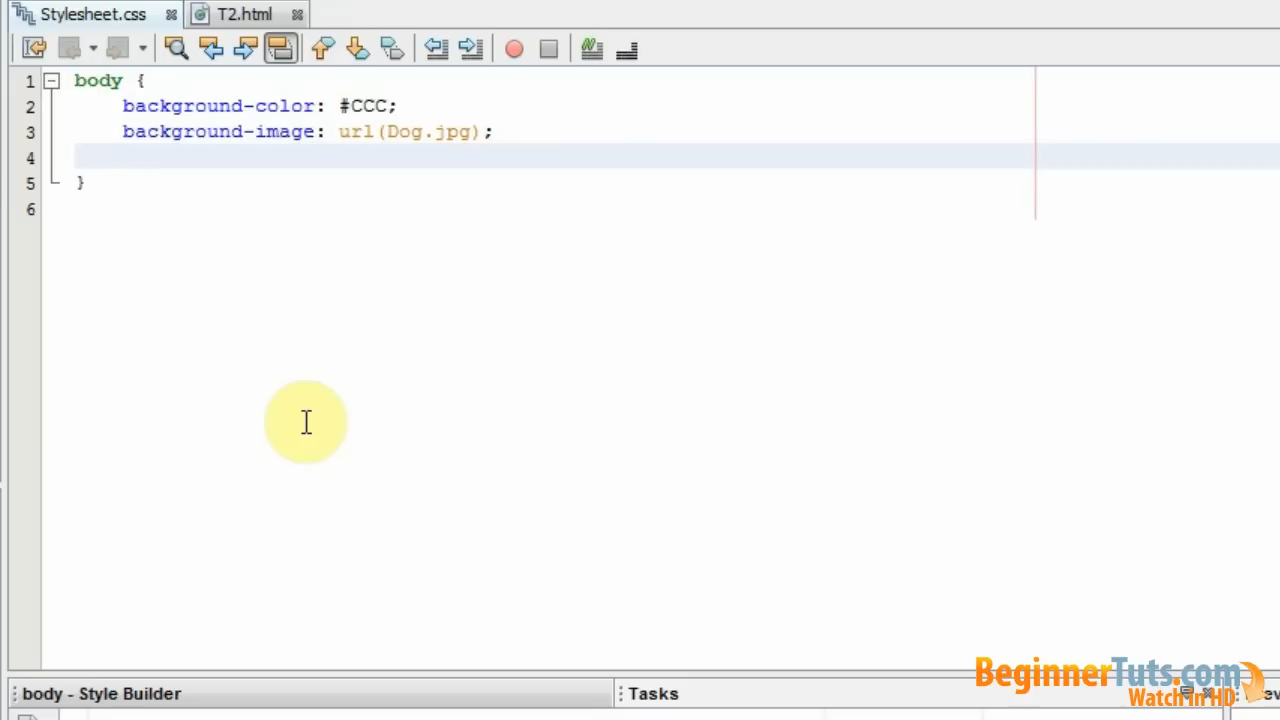 Stylesheet.css T2.html
1 body {
2 background-color: #CCC;
3 background-image: url(Dog.jpg);
4
5 }
6
body - Style Builder Tasks
BeginnerTuts.com
Watch in HD